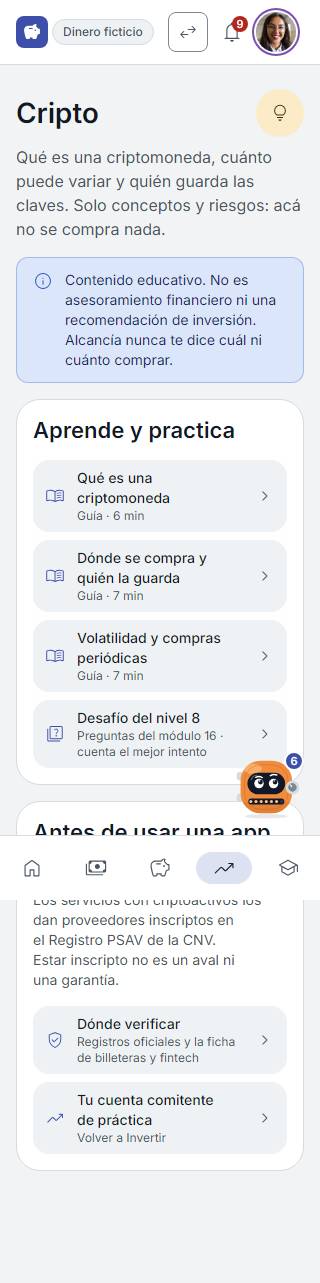 Dinero ficticio
9
Cripto
Qué es una criptomoneda, cuánto
puede variar y quién guarda las
claves. Solo conceptos y riesgos: acá
no se compra nada.
Contenido educativo. No es
asesoramiento financiero ni una
recomendación de inversión.
Alcancía nunca te dice cuál ni
cuánto comprar.
Aprende y practica
Qué es una
criptomoneda
Guía · 6 min
Dónde se compra y
quién la guarda
Guía · 7 min
Volatilidad y compras
periódicas
Guía · 7 min
Desafío del nivel 8
Preguntas del módulo 16 ·
cuenta el mejor intento
6
Antes de usar una app
Los servicios con criptoactivos los
dan proveedores inscriptos en
el Registro PSAV de la CNV.
Estar inscripto no es un aval ni
una garantía.
Dónde verificar
Registros oficiales y la ficha
de billeteras y fintech
Tu cuenta comitente
de práctica
Volver a Invertir